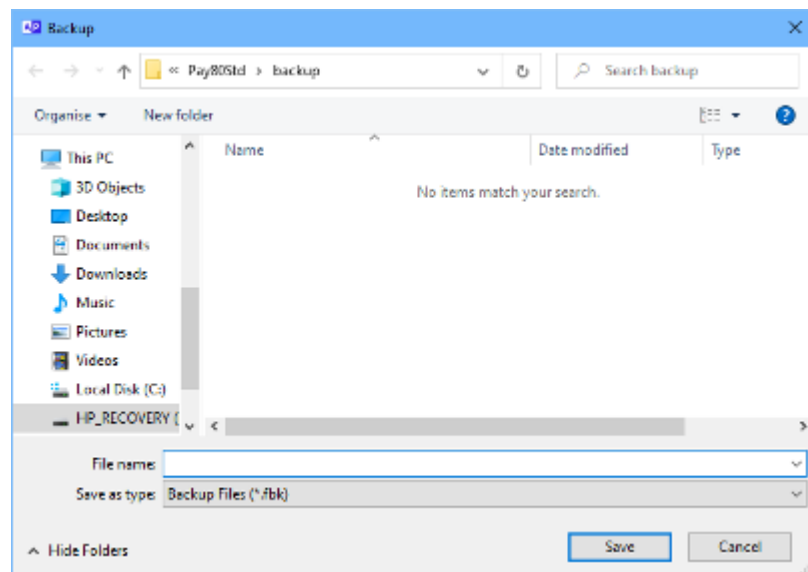 Backup
« Pay80Std > backup
Search backup
Organise
New folder
Name
Date modified
Type
No items match your search.
This PC
3D Objects
Desktop
Documents
Downloads
Music
Pictures
Videos
Local Disk (C:)
HP_RECOVERY (
File name:
Save as type: Backup Files (*.fbk)
Hide Folders
Save
Cancel